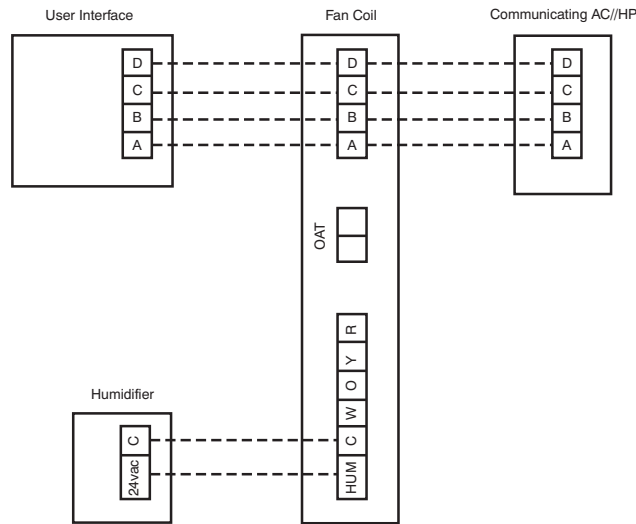 User Interface
Fan Coil
Communicating AC//HP
D
C
B
A
D
C
B
A
D
C
B
A
OAT
R
Y
O
W
C
HUM
Humidifier
C
24vac